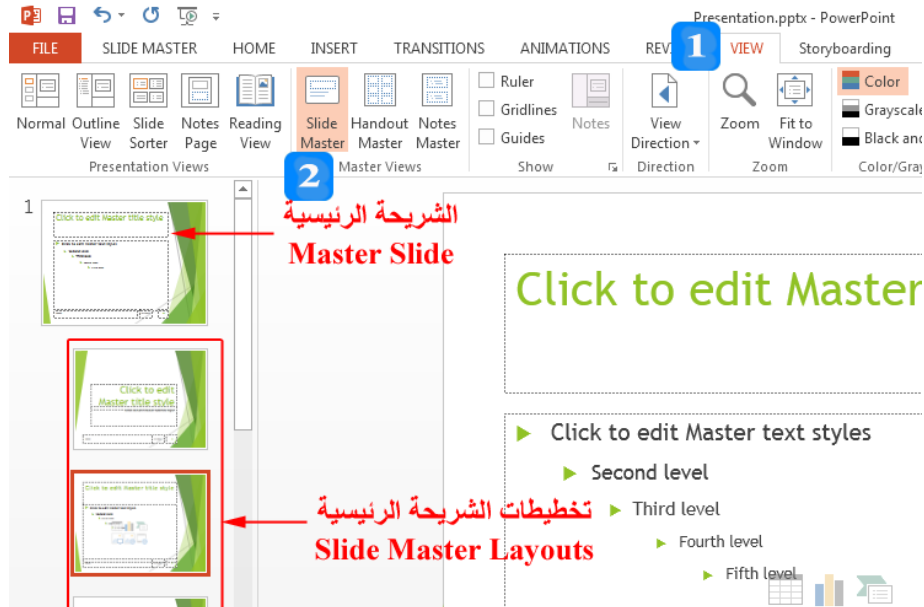 Presentation.pptx - PowerPoint
FILE SLIDE MASTER HOME INSERT TRANSITIONS ANIMATIONS VIEW Storyboarding
1
Normal
Outline View
Slide Sorter
Notes Page
Reading View
Presentation Views
Slide Master
Handout Master
Notes Master
Master Views
2
Ruler
Gridlines
Guides
Notes
Show
View Direction
Direction
Zoom
Fit to Window
Zoom
Color
Grayscale
Black and
Color/Gray
1
Click to edit Master title style
الشريحة الرئيسية
Master Slide
Click to edit
Master title style
Click to edit Master title style
تخطيطات الشريحة الرئيسية
Slide Master Layouts
Click to edit Master
Click to edit Master text styles
Second level
Third level
Fourth level
Fifth level